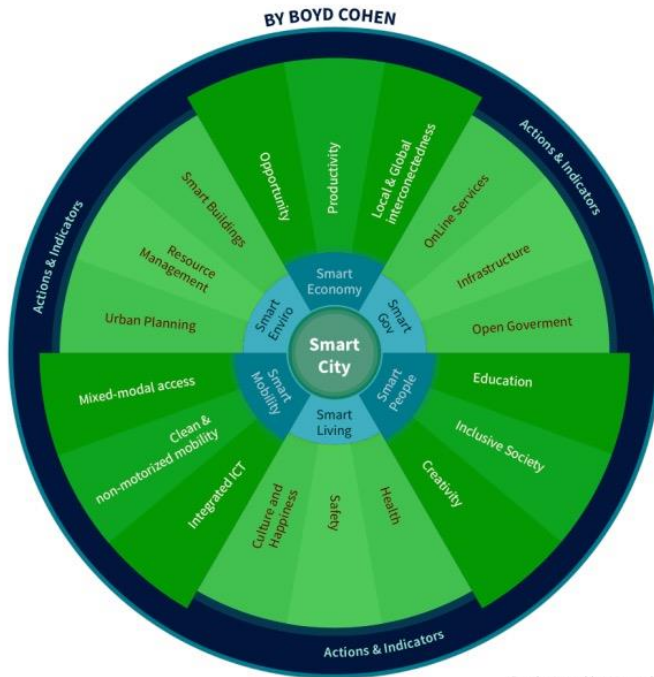 BY BOYD COHEN
Actions & Indicators
Actions & Indicators
Opportunity
Productivity
Local & Global
interconectedness
Smart Buildings
Resource
Management
Urban Planning
OnLine Services
Infrastructure
Open Goverment
Smart
Economy
Smart
Enviro
Smart
Gov
Smart
City
Smart
Mobility
Smart
Living
Smart
People
Mixed-modal access
Clean &
non-motorized mobility
Integrated ICT
Culture and
Happiness
Safety
Health
Education
Inclusive Society
Creativity
Actions & Indicators